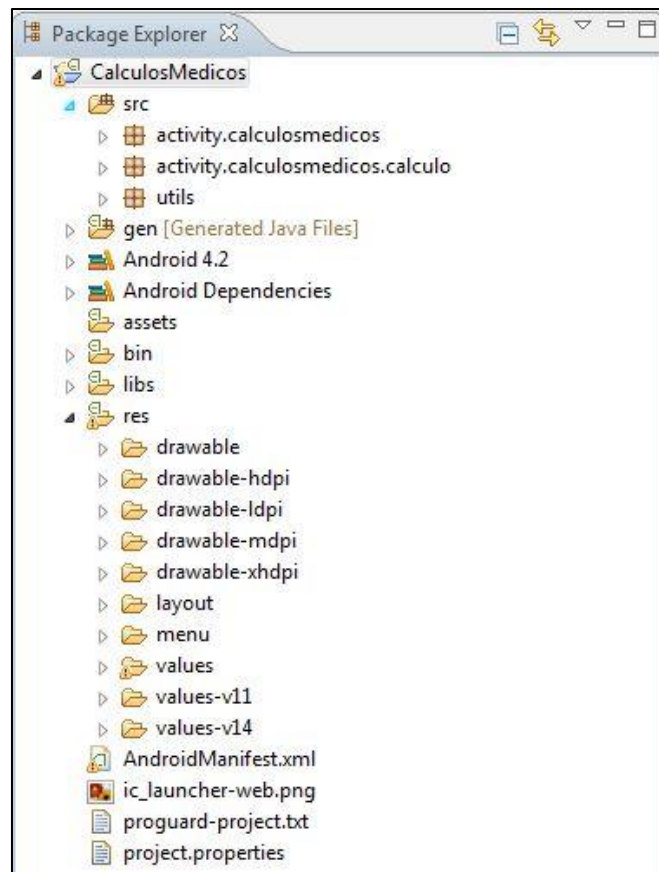 Package Explorer
CalculosMedicos
src
activity.calculosmedicos
activity.calculosmedicos.calculo
utils
gen [Generated Java Files]
Android 4.2
Android Dependencies
assets
bin
libs
res
drawable
drawable-hdpi
drawable-ldpi
drawable-mdpi
drawable-xhdpi
layout
menu
values
values-v11
values-v14
AndroidManifest.xml
ic_launcher-web.png
proguard-project.txt
project.properties